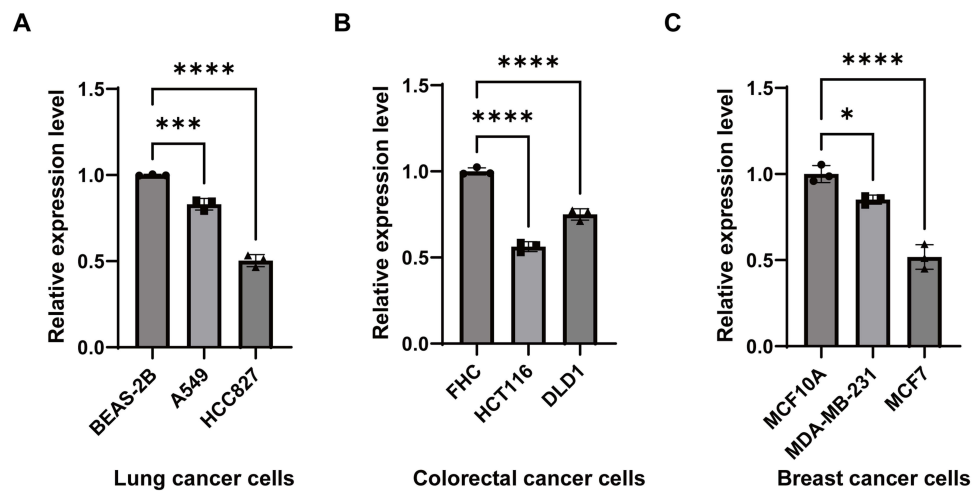 A
Relative expression level
1.5
1.0
0.5
0.0
****
***
BEAS-2B
A549
HCC827
Lung cancer cells
B
Relative expression level
1.5
1.0
0.5
0.0
****
****
FHC
HCT116
DLD1
Colorectal cancer cells
C
Relative expression level
1.5
1.0
0.5
0.0
****
*
MCF10A
MDA-MB-231
MCF7
Breast cancer cells